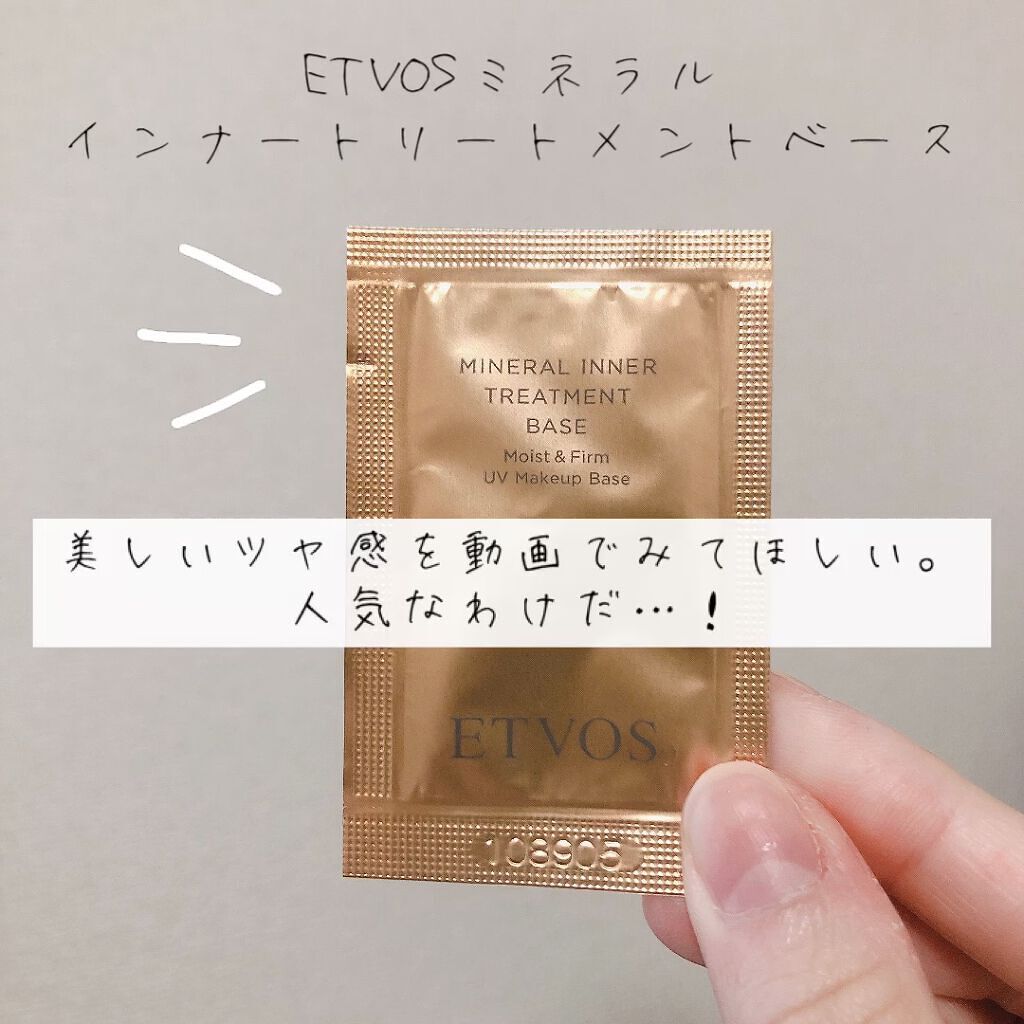 ETVOSミネラル
インナートリートメントベース
MINERAL INNER
TREATMENT
BASE
Moist & Firm
UV Makeup Base
美しいツヤ感を動画でみてほしい。
人気なわけだ…！
ETVOS
108905